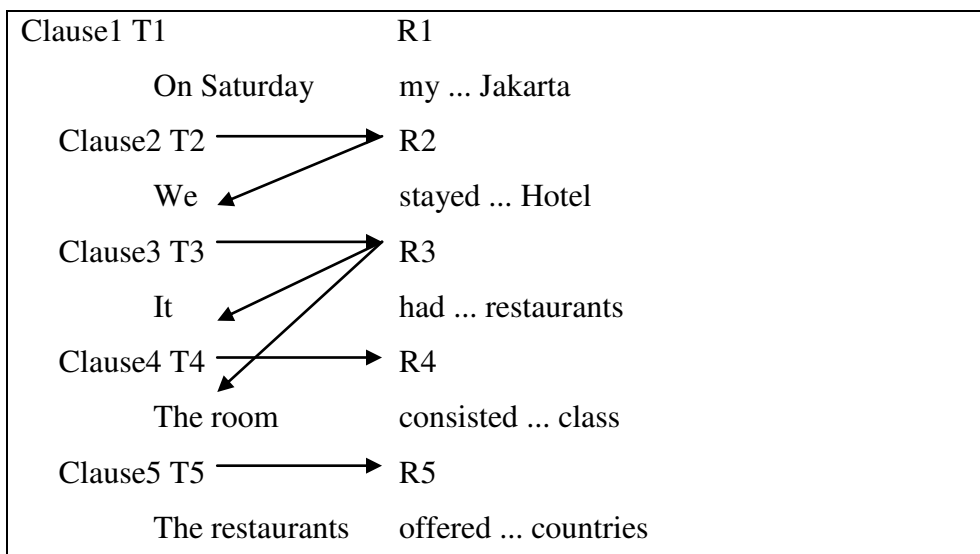 Clause1 T1 R1
On Saturday my ... Jakarta
Clause2 T2 R2
We stayed ... Hotel
Clause3 T3 R3
It had ... restaurants
Clause4 T4 R4
The room consisted ... class
Clause5 T5 R5
The restaurants offered ... countries